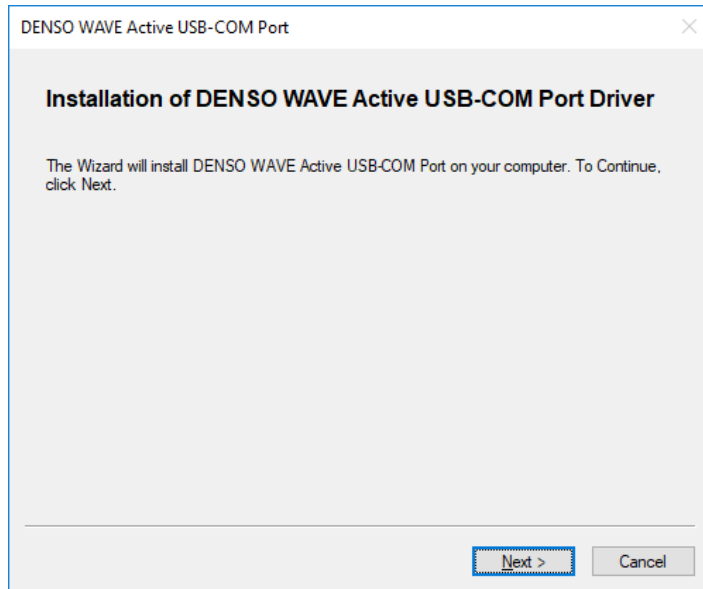 DENSO WAVE Active USB-COM Port
Installation of DENSO WAVE Active USB-COM Port Driver
The Wizard will install DENSO WAVE Active USB-COM Port on your computer. To Continue,
click Next.
Next >
Cancel